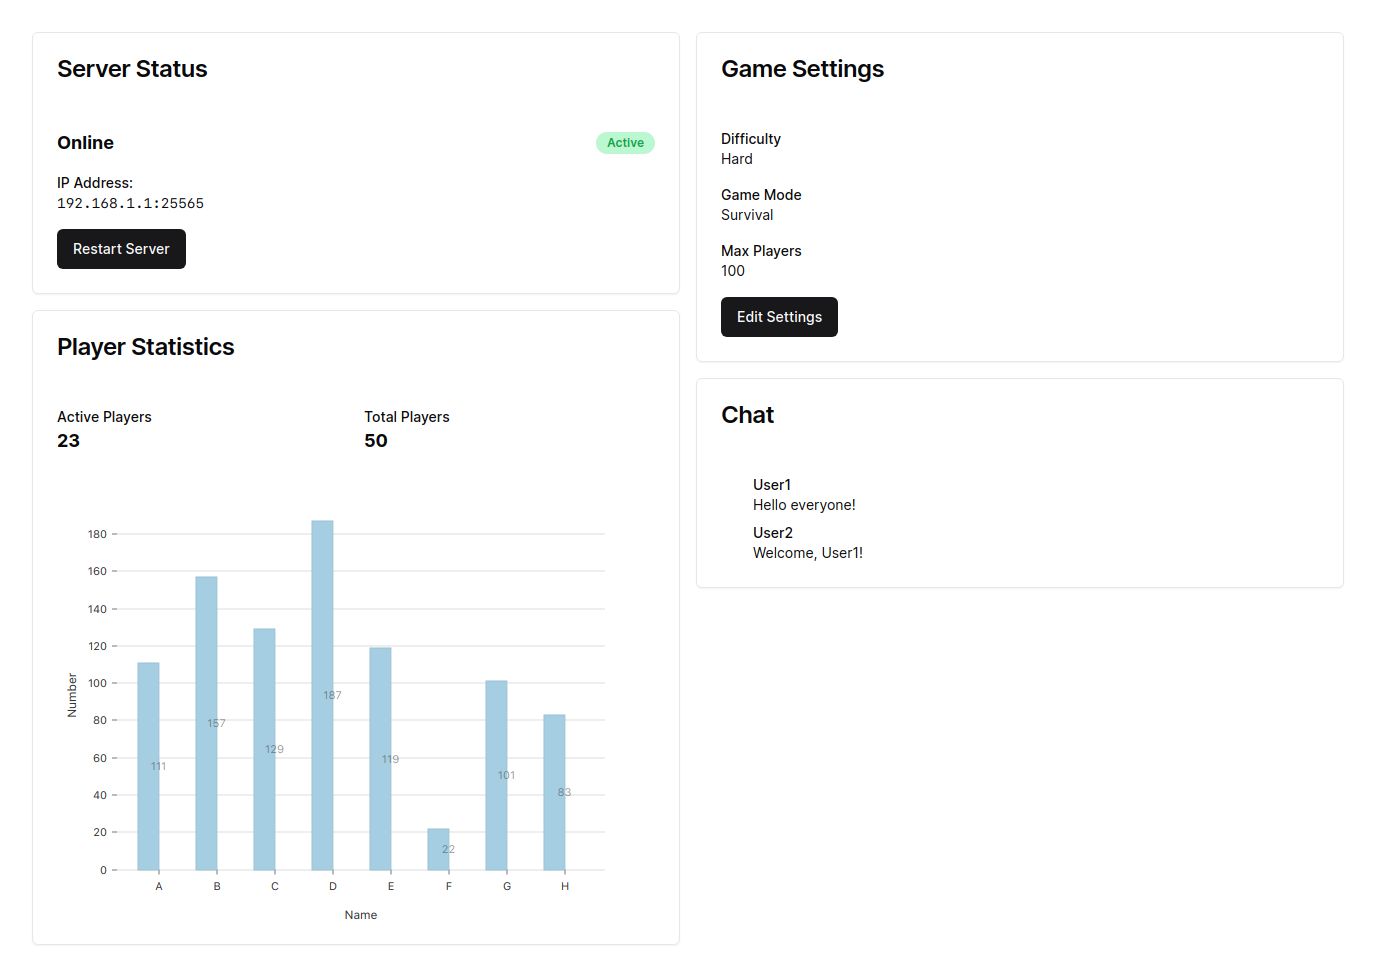 Server Status
Online
Active
IP Address:
192.168.1.1:25565
Restart Server
Player Statistics
Active Players
23
Total Players
50
180
160
140
120
100
80
60
40
20
0
Number
111
157
129
187
119
22
101
83
A
B
C
D
E
F
G
H
Name
Game Settings
Difficulty
Hard
Game Mode
Survival
Max Players
100
Edit Settings
Chat
User1
Hello everyone!
User2
Welcome, User1!